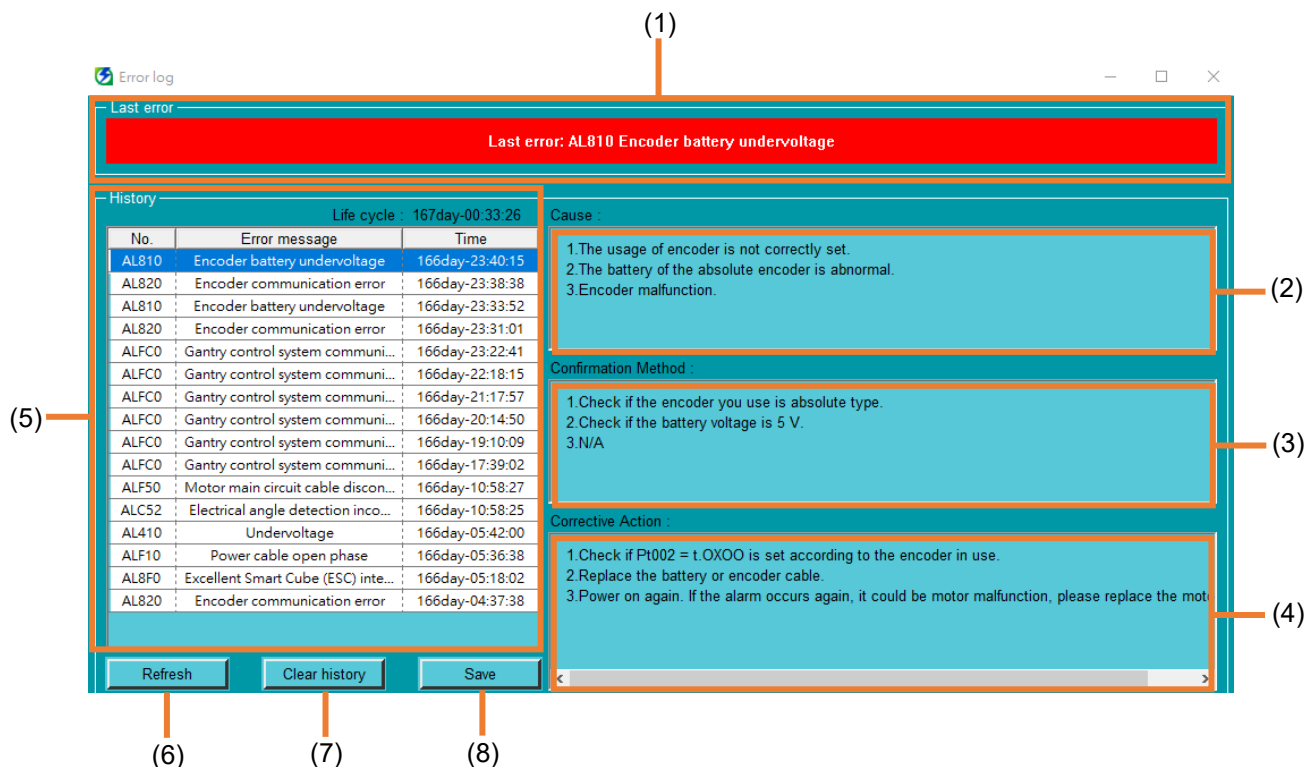 (1)
Error log
Last error
Last error: AL810 Encoder battery undervoltage
History
Life cycle : 167day-00:33:26
No. Error message Time
AL810 Encoder battery undervoltage 166day-23:40:15
AL820 Encoder communication error 166day-23:38:38
AL810 Encoder battery undervoltage 166day-23:33:52
AL820 Encoder communication error 166day-23:31:01
ALFC0 Gantry control system communi... 166day-23:22:41
ALFC0 Gantry control system communi... 166day-22:18:15
ALFC0 Gantry control system communi... 166day-21:17:57
ALFC0 Gantry control system communi... 166day-20:14:50
ALFC0 Gantry control system communi... 166day-19:10:09
ALFC0 Gantry control system communi... 166day-17:39:02
ALF50 Motor main circuit cable discon... 166day-10:58:27
ALC52 Electrical angle detection inco... 166day-10:58:25
AL410 Undervoltage 166day-05:42:00
ALF10 Power cable open phase 166day-05:36:38
AL8F0 Excellent Smart Cube (ESC) inte... 166day-05:18:02
AL820 Encoder communication error 166day-04:37:38
(5)
Refresh Clear history Save
(6) (7) (8)
Cause :
1.The usage of encoder is not correctly set.
2.The battery of the absolute encoder is abnormal.
3.Encoder malfunction.
(2)
Confirmation Method :
1.Check if the encoder you use is absolute type.
2.Check if the battery voltage is 5 V.
3.N/A
(3)
Corrective Action :
1.Check if Pt002 = t.OXOO is set according to the encoder in use.
2.Replace the battery or encoder cable.
3.Power on again. If the alarm occurs again, it could be motor malfunction, please replace the mot
(4)